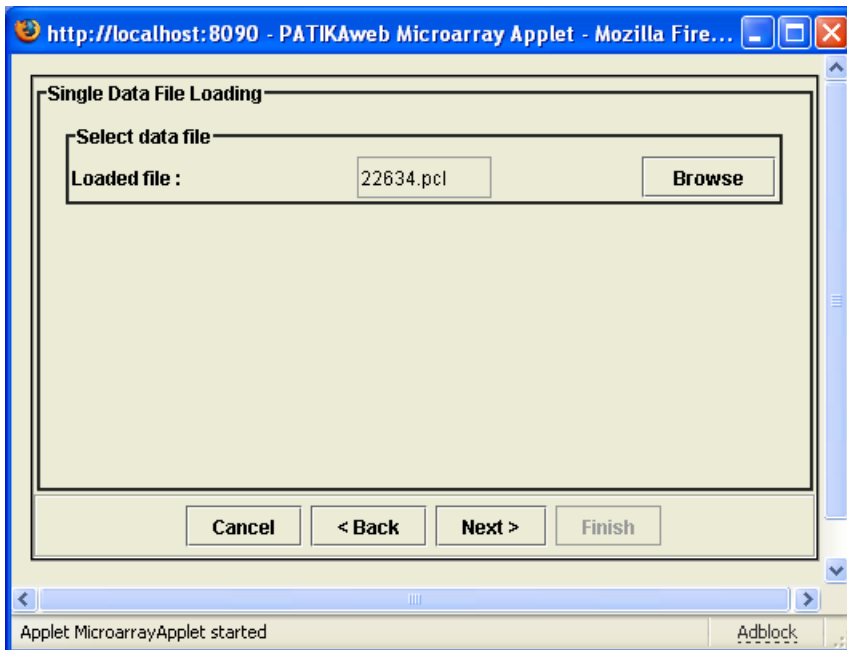 http://localhost:8090 - PATIKAweb Microarray Applet - Mozilla Fire...
Single Data File Loading
Select data file
Loaded file :
22634.pcl
Browse
Cancel
< Back
Next >
Finish
Applet MicroarrayApplet started
Adblock